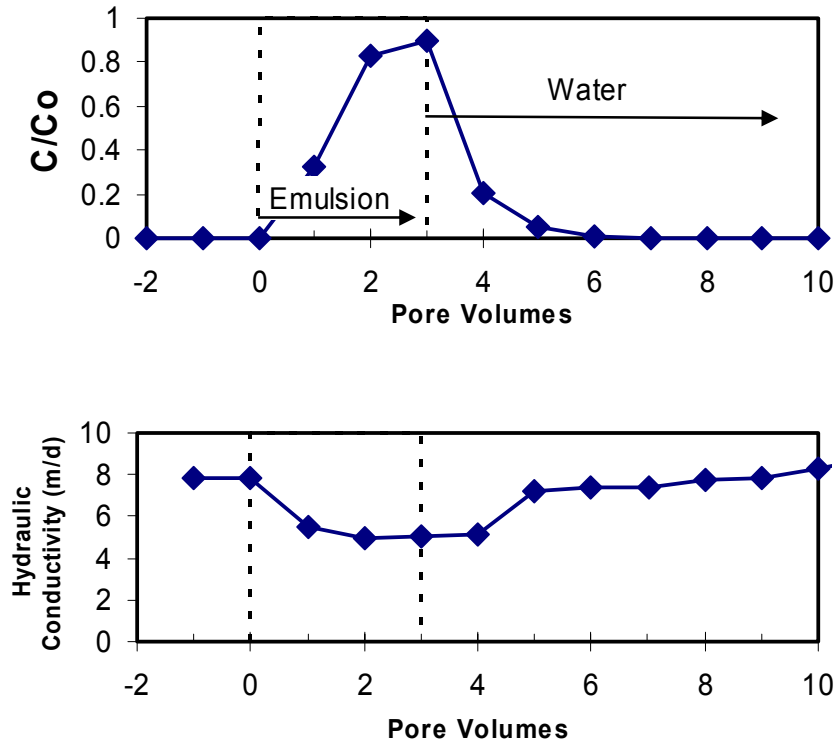 1
0.8
0.6
0.4
0.2
0
C/Co
Water
Emulsion
-2 0 2 4 6 8 10
Pore Volumes
10
8
6
4
2
0
Hydraulic
Conductivity (m/d)
-2 0 2 4 6 8 10
Pore Volumes